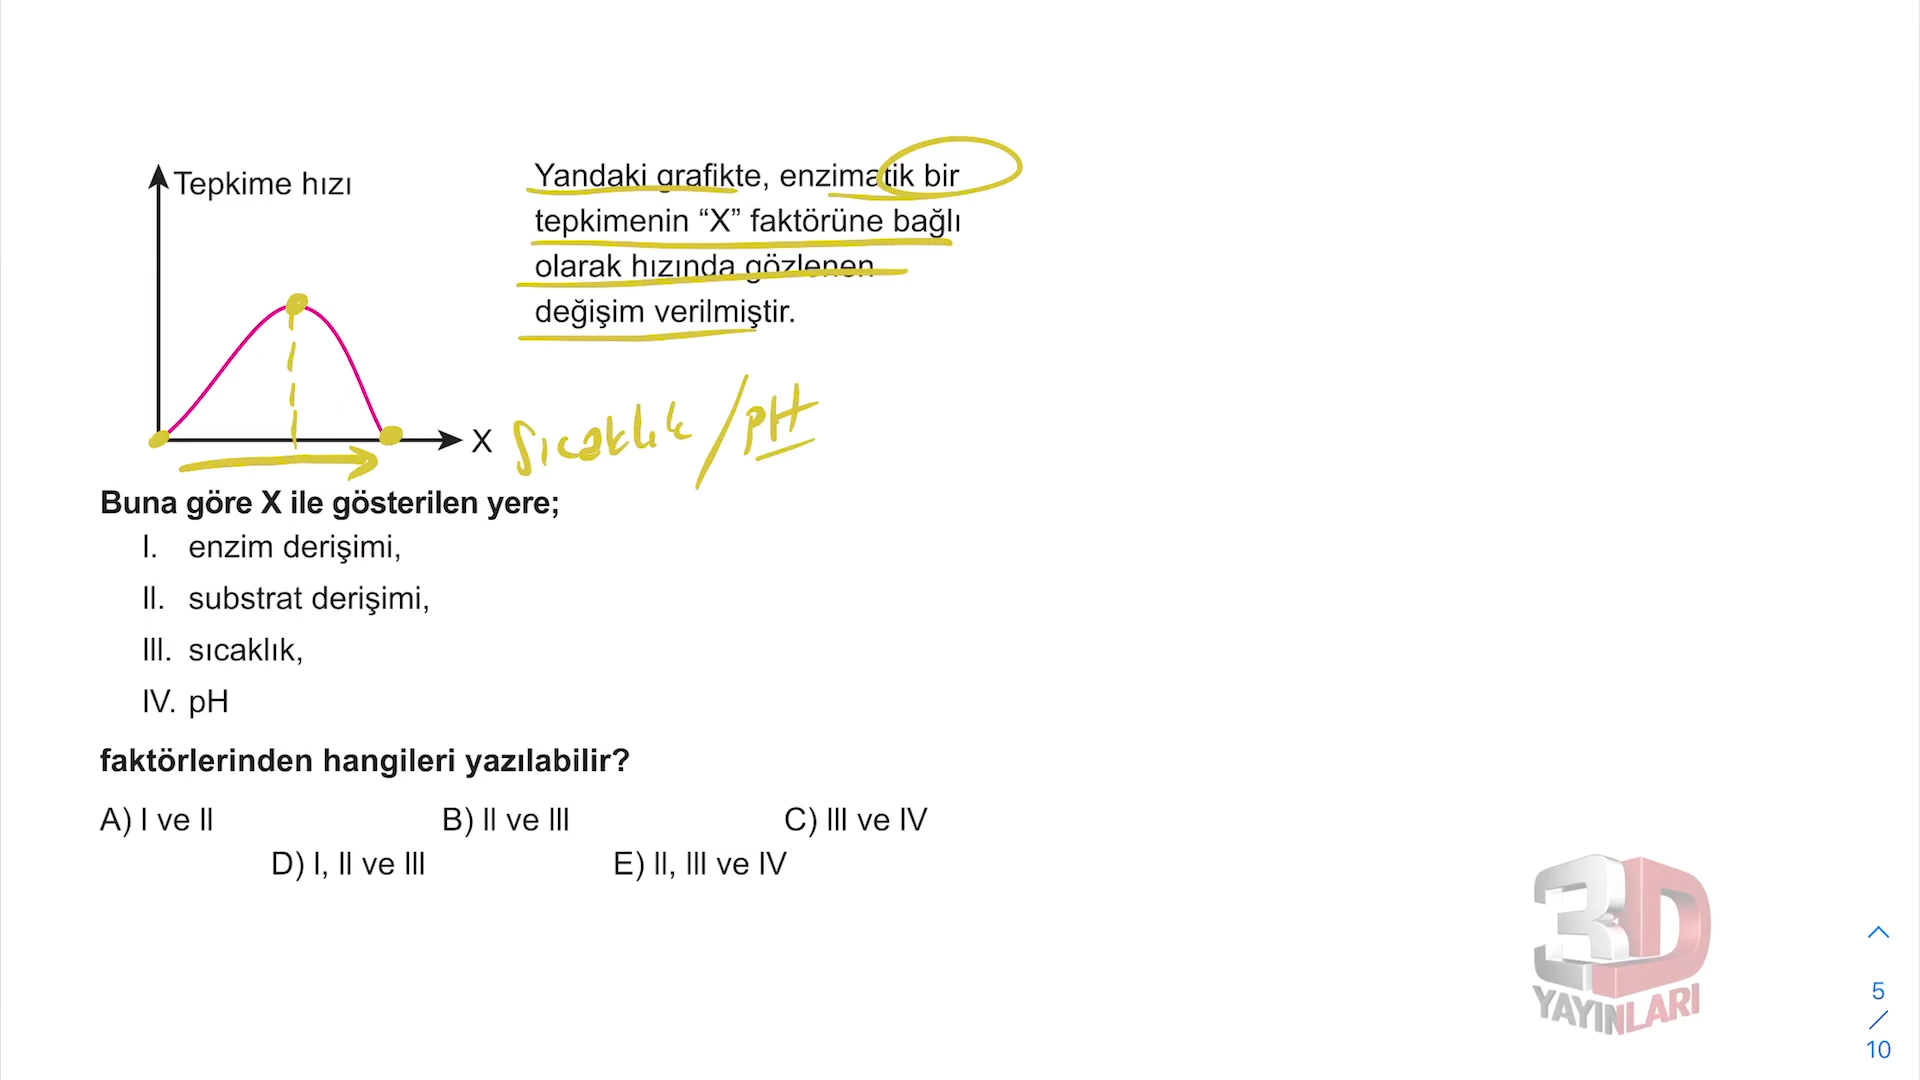 Tepkime hızı
Yandaki grafikte, enzimatik bir
tepkimenin “X” faktörüne bağlı
olarak hızında gözlenen
değişim verilmiştir.
X
Sıcaklık / pH
Buna göre X ile gösterilen yere;
I. enzim derişimi,
II. substrat derişimi,
III. sıcaklık,
IV. pH
faktörlerinden hangileri yazılabilir?
A) I ve II B) II ve III C) III ve IV
D) I, II ve III E) II, III ve IV
3D
YAYINLARI
5
/
10